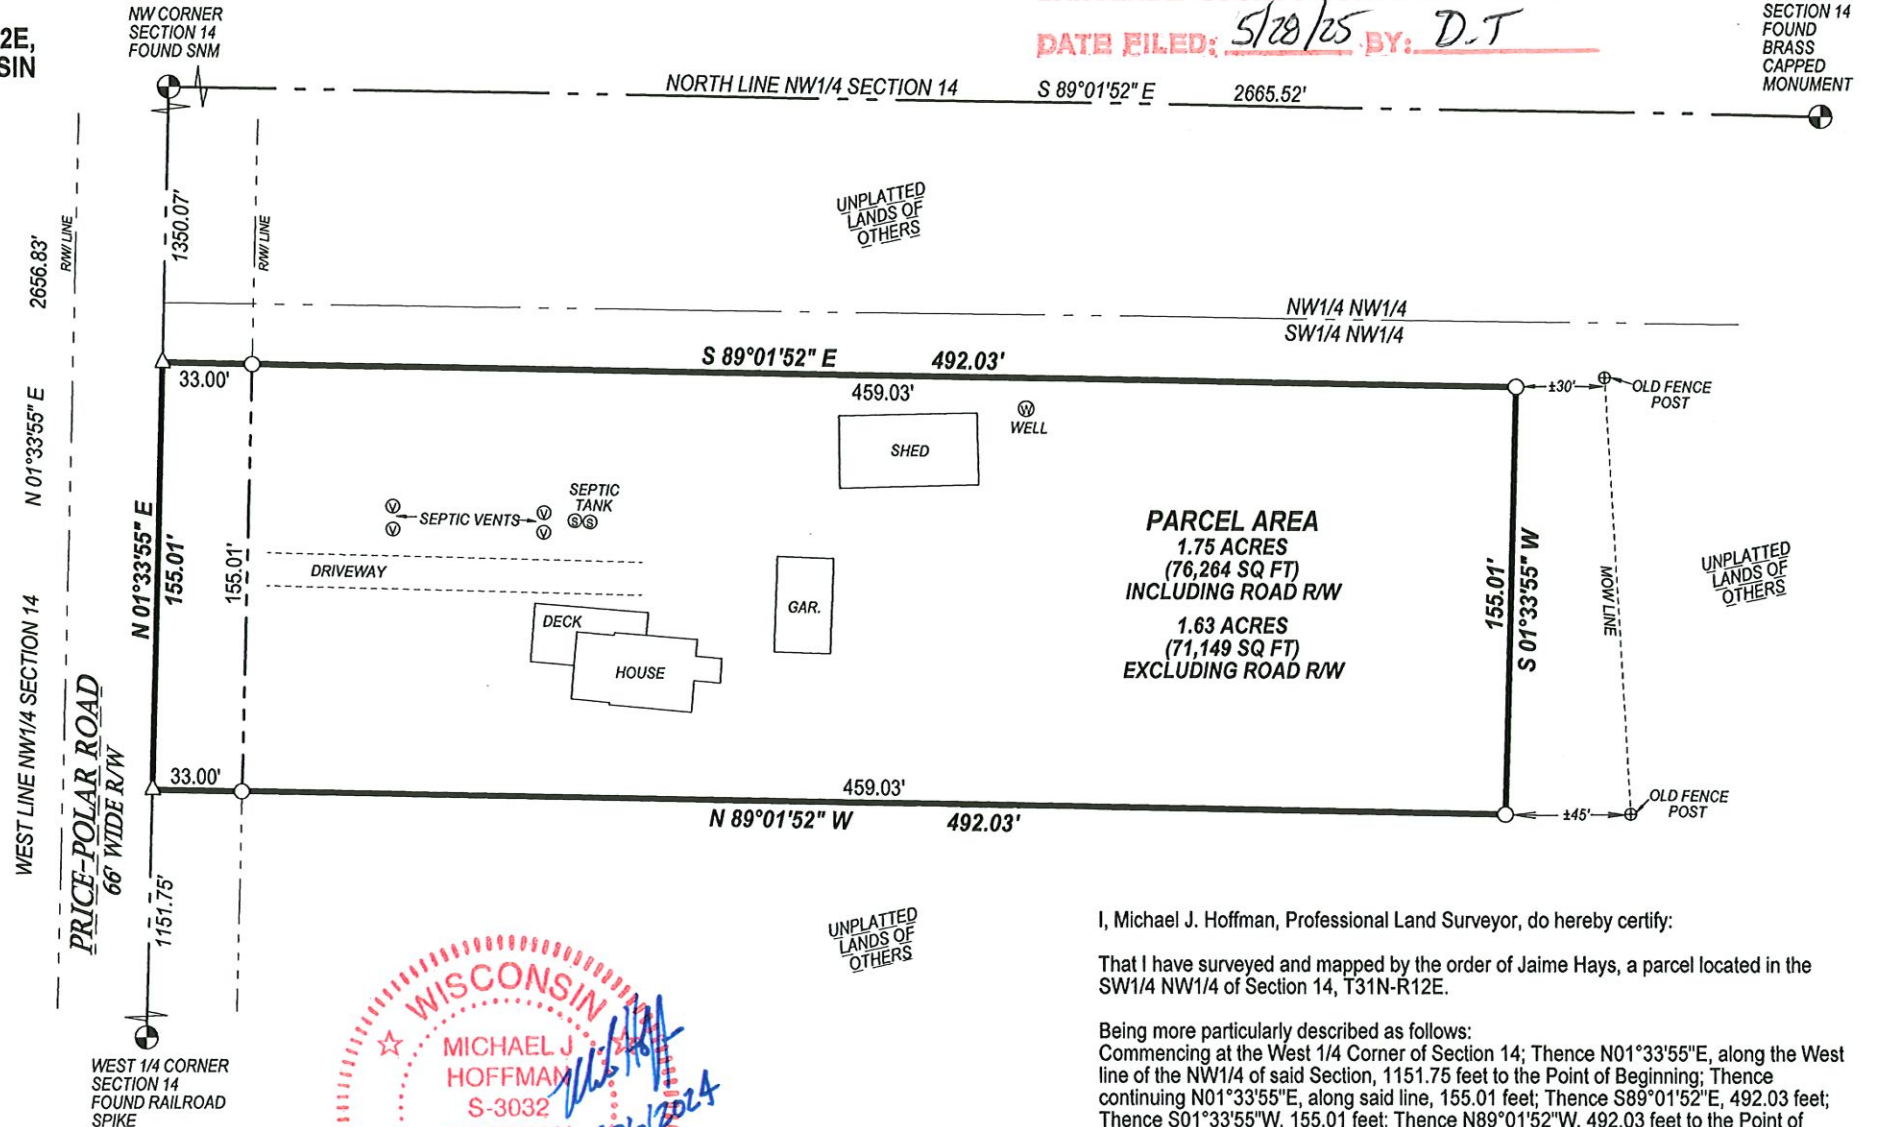 2E,
SIN
NW CORNER
SECTION 14
FOUND SNM
DATE FILED: 5/28/25 BY: D.T
SECTION 14
FOUND
BRASS
CAPPED
MONUMENT
NORTH LINE NW1/4 SECTION 14 S 89°01'52" E 2665.52'
1350.07'
R/W LINE
R/W LINE
2656.83'
N 01°33'55" E
WEST LINE NW1/4 SECTION 14
UNPLATTED
LANDS OF
OTHERS
NW1/4 NW1/4
SW1/4 NW1/4
S 89°01'52" E 492.03'
33.00'
459.03'
±30'
OLD FENCE
POST
WELL
W
SHED
SEPTIC
TANK
S S
V V
SEPTIC VENTS
V V
DRIVEWAY
DECK
HOUSE
GAR.
N 01°33'55" E
155.01'
155.01'
PARCEL AREA
1.75 ACRES
(76,264 SQ FT)
INCLUDING ROAD R/W
1.63 ACRES
(71,149 SQ FT)
EXCLUDING ROAD R/W
155.01'
S 01°33'55" W
MOW LINE
UNPLATTED
LANDS OF
OTHERS
PRICE-POLAR ROAD
66' WIDE R/W
33.00'
459.03'
N 89°01'52" W 492.03'
±45'
OLD FENCE
POST
1151.75'
UNPLATTED
LANDS OF
OTHERS
WEST 1/4 CORNER
SECTION 14
FOUND RAILROAD
SPIKE
WISCONSIN
MICHAEL J
HOFFMAN
S-3032
2024
I, Michael J. Hoffman, Professional Land Surveyor, do hereby certify:
That I have surveyed and mapped by the order of Jaime Hays, a parcel located in the
SW1/4 NW1/4 of Section 14, T31N-R12E.
Being more particularly described as follows:
Commencing at the West 1/4 Corner of Section 14; Thence N01°33'55"E, along the West
line of the NW1/4 of said Section, 1151.75 feet to the Point of Beginning; Thence
continuing N01°33'55"E, along said line, 155.01 feet; Thence S89°01'52"E, 492.03 feet;
Thence S01°33'55"W, 155.01 feet; Thence N89°01'52"W, 492.03 feet to the Point of